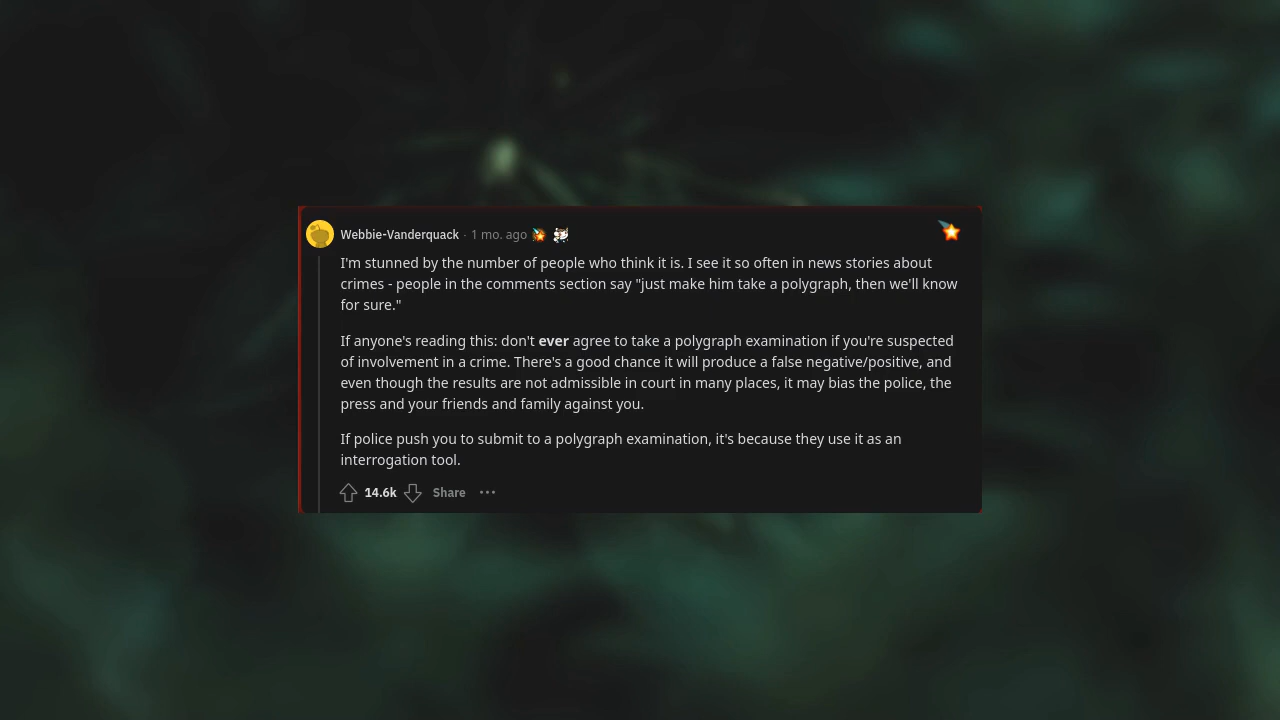 Webbie-Vanderquack · 1 mo. ago
I'm stunned by the number of people who think it is. I see it so often in news stories about
crimes - people in the comments section say "just make him take a polygraph, then we'll know
for sure."
If anyone's reading this: don't ever agree to take a polygraph examination if you're suspected
of involvement in a crime. There's a good chance it will produce a false negative/positive, and
even though the results are not admissible in court in many places, it may bias the police, the
press and your friends and family against you.
If police push you to submit to a polygraph examination, it's because they use it as an
interrogation tool.
14.6k Share ···